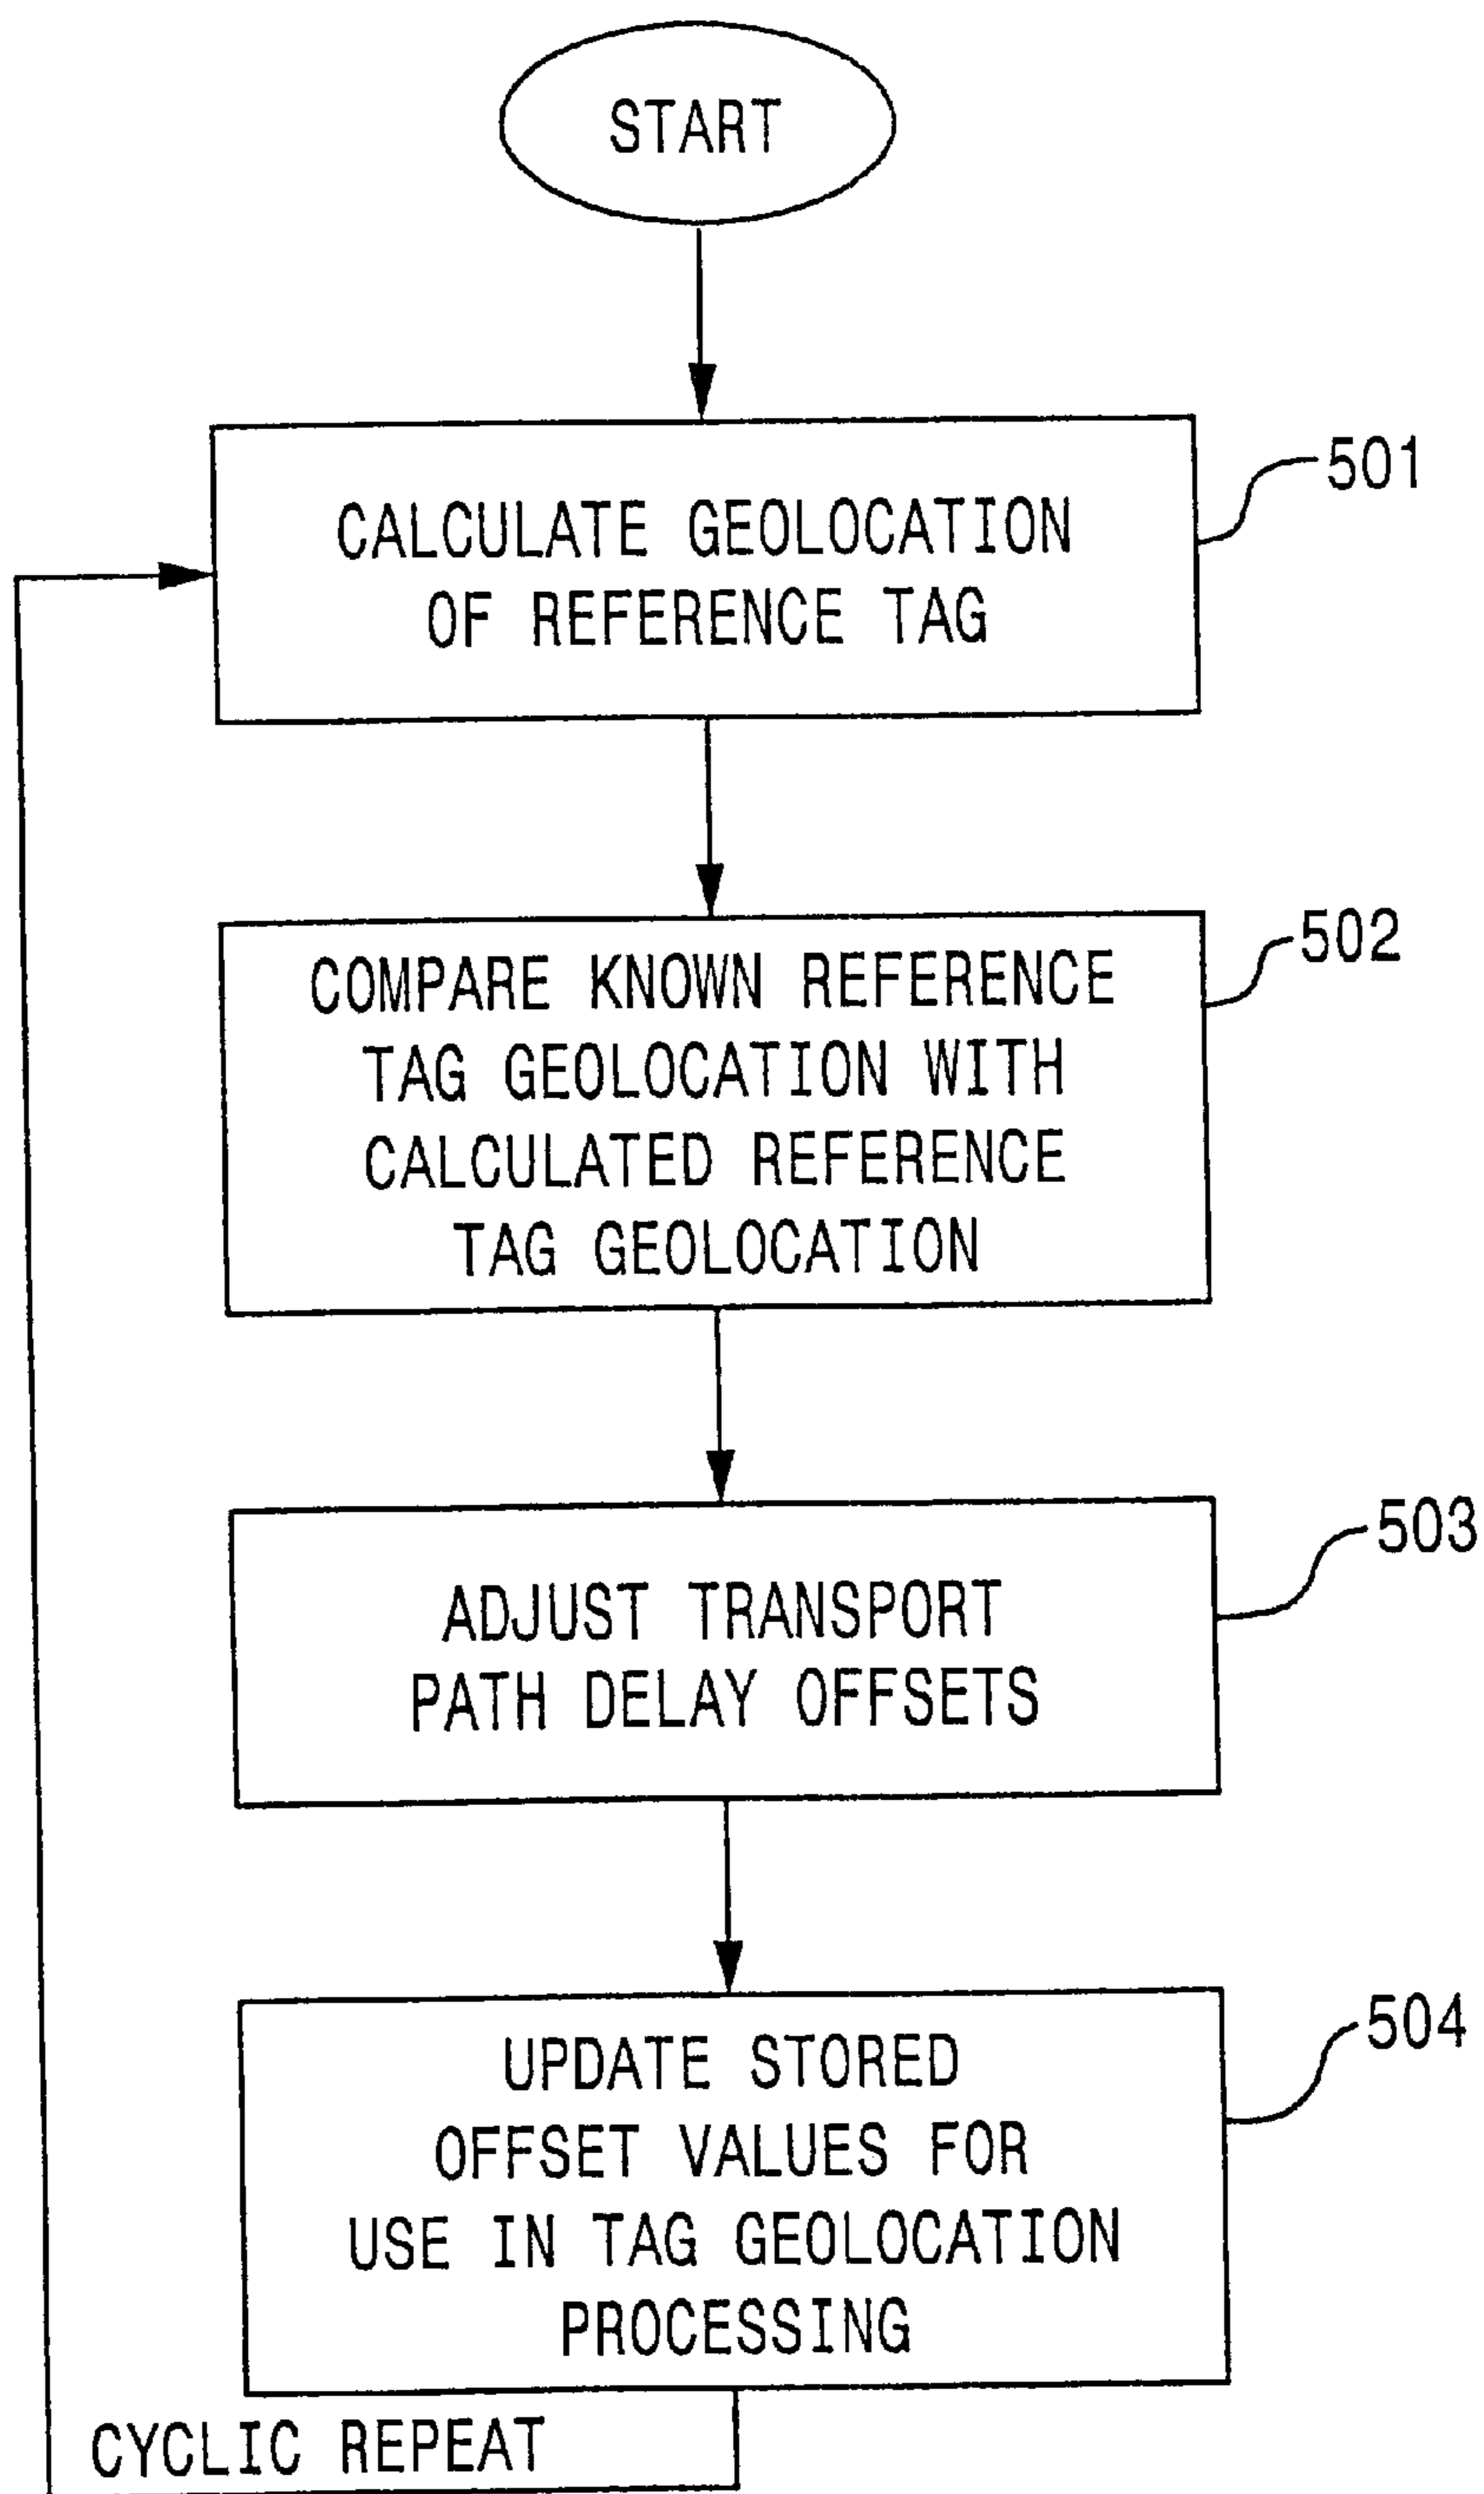 START
501
CALCULATE GEOLOCATION
OF REFERENCE TAG
502
COMPARE KNOWN REFERENCE
TAG GEOLOCATION WITH
CALCULATED REFERENCE
TAG GEOLOCATION
503
ADJUST TRANSPORT
PATH DELAY OFFSETS
504
UPDATE STORED
OFFSET VALUES FOR
USE IN TAG GEOLOCATION
PROCESSING
CYCLIC REPEAT